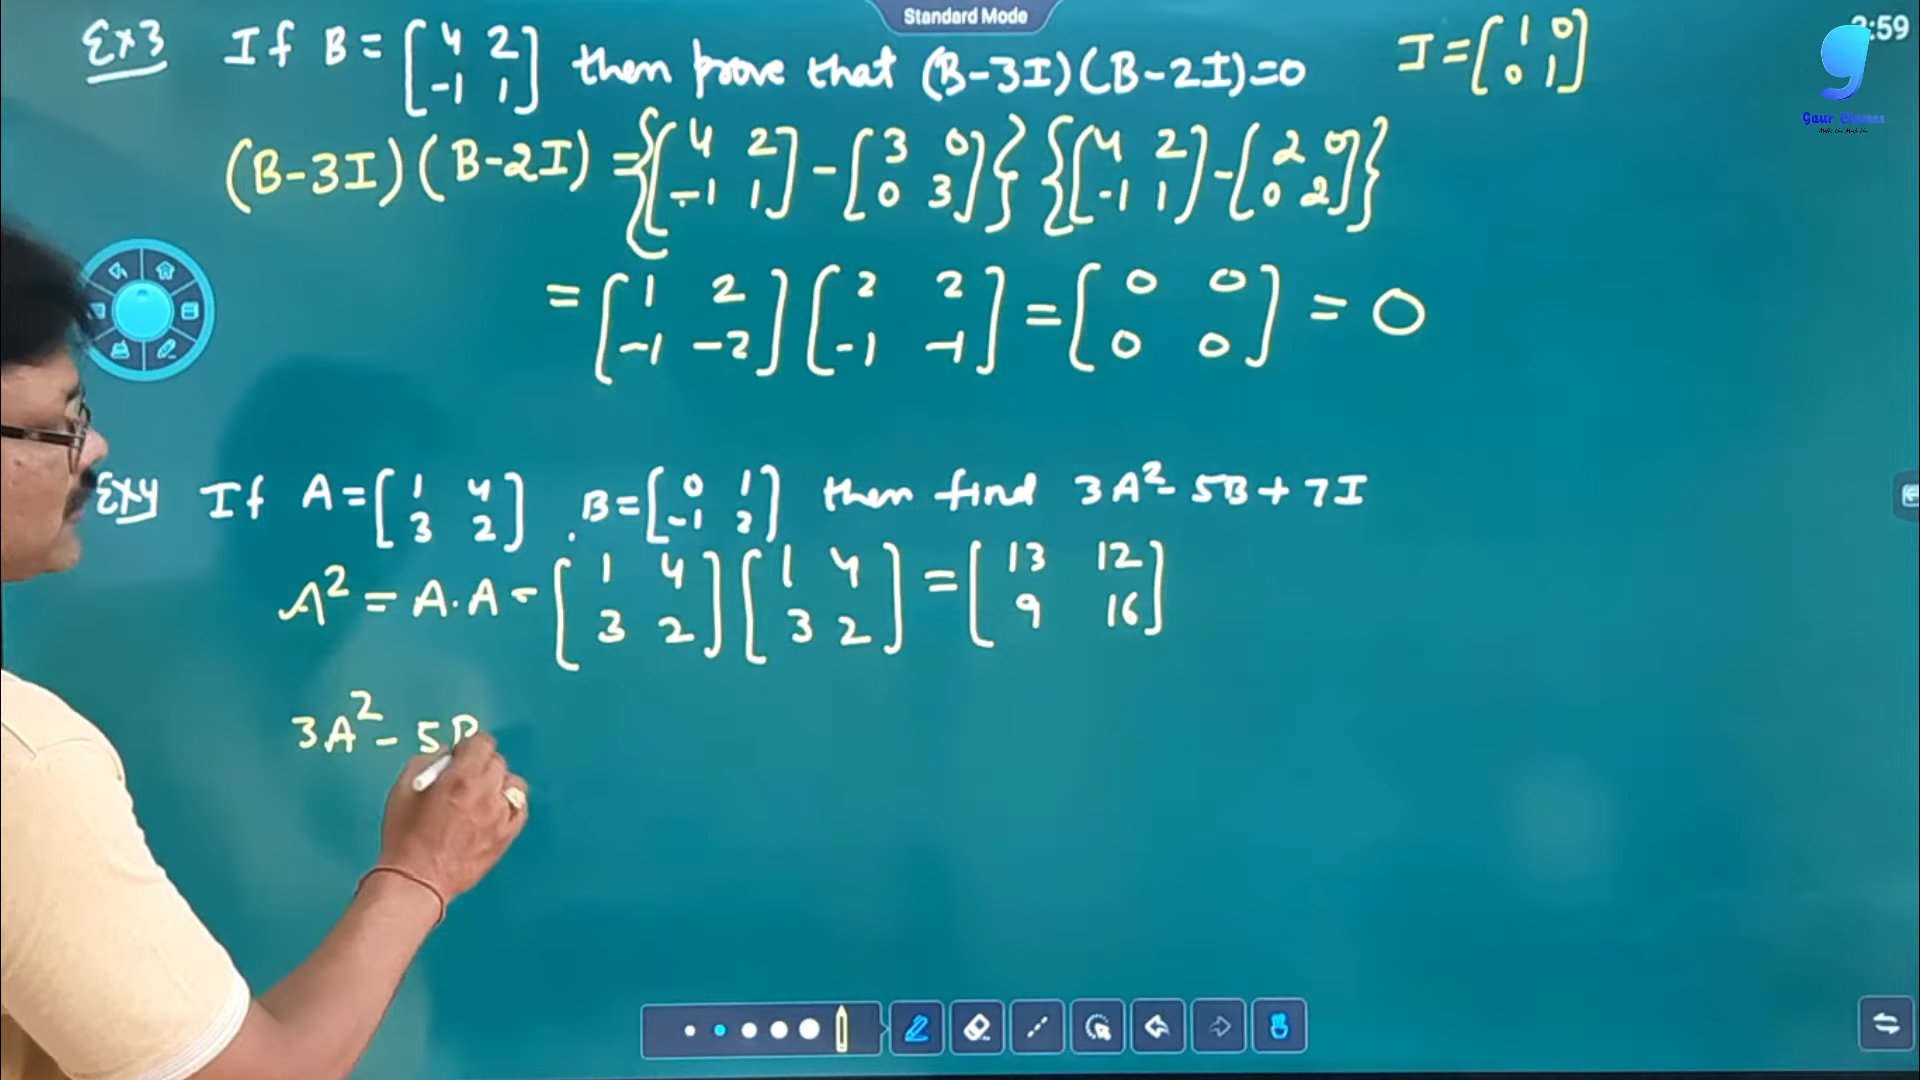 Standard Mode
:59
Ex3 If B = [4 2 -1 1] then prove that (B-3I)(B-2I)=0 I = [1 0 0 1]
Gaur Classes
(B-3I)(B-2I) = {[4 2 -1 1] - [3 0 0 3]} {[4 2 -1 1] - [2 0 0 2]}
= [1 2 -1 -2] [2 2 -1 -1] = [0 0 0 0] = 0
Ex4 If A = [1 4 3 2] , B = [0 1 -1 2] then find 3A² - 5B + 7I
A² = A.A = [1 4 3 2] [1 4 3 2] = [13 12 9 16]
3A² - 5B